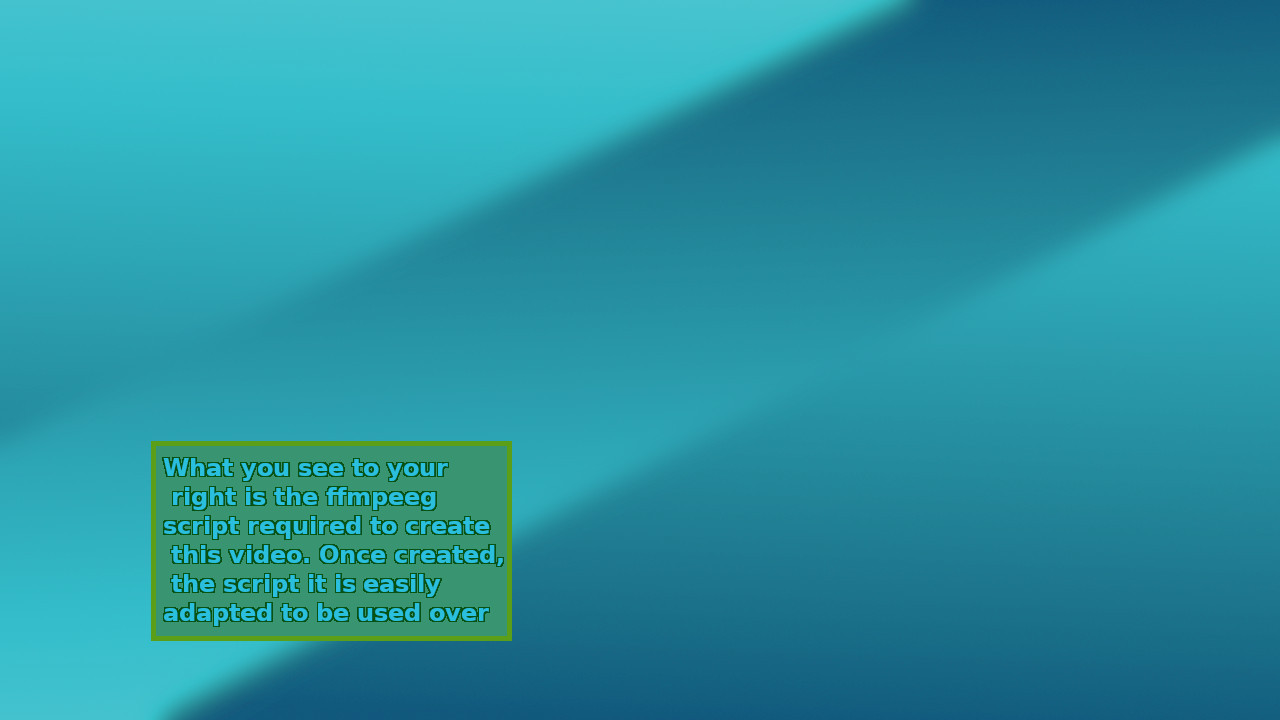 What you see to your
right is the ffmpeeg
script required to create
this video. Once created,
the script it is easily
adapted to be used over